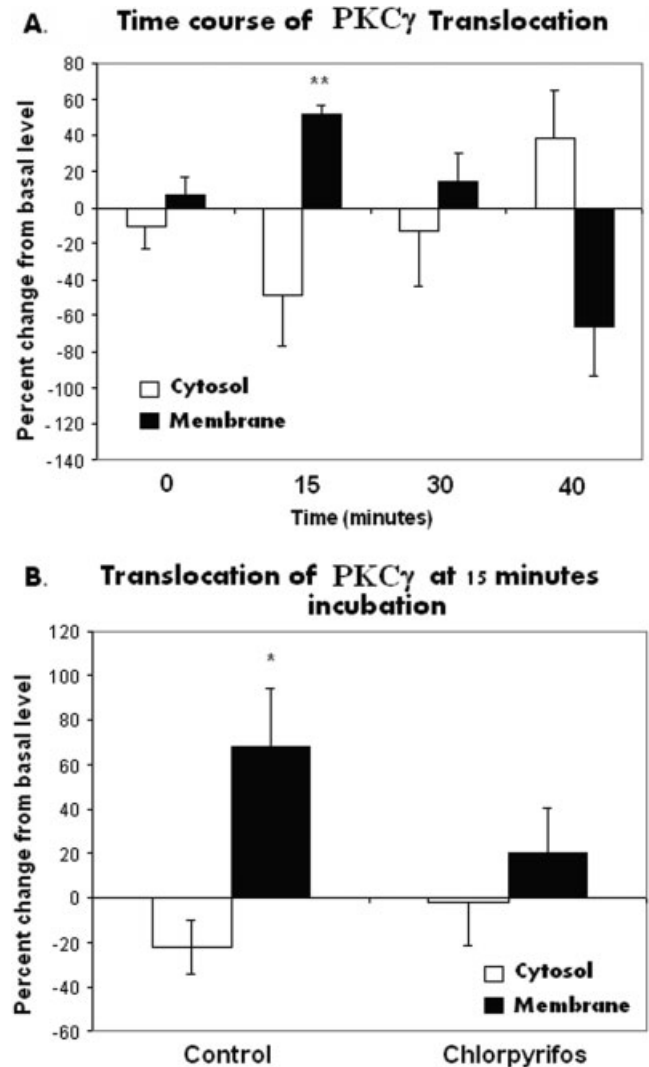 A. Time course of PKCγ Translocation
Percent change from basal level
80
60
40
20
0
-20
-40
-60
-80
-100
-120
-140
**
Cytosol
Membrane
0 15 30 40
Time (minutes)
B. Translocation of PKCγ at 15 minutes
incubation
Percent change from basal level
120
100
80
60
40
20
0
-20
-40
-60
*
Cytosol
Membrane
Control Chlorpyrifos